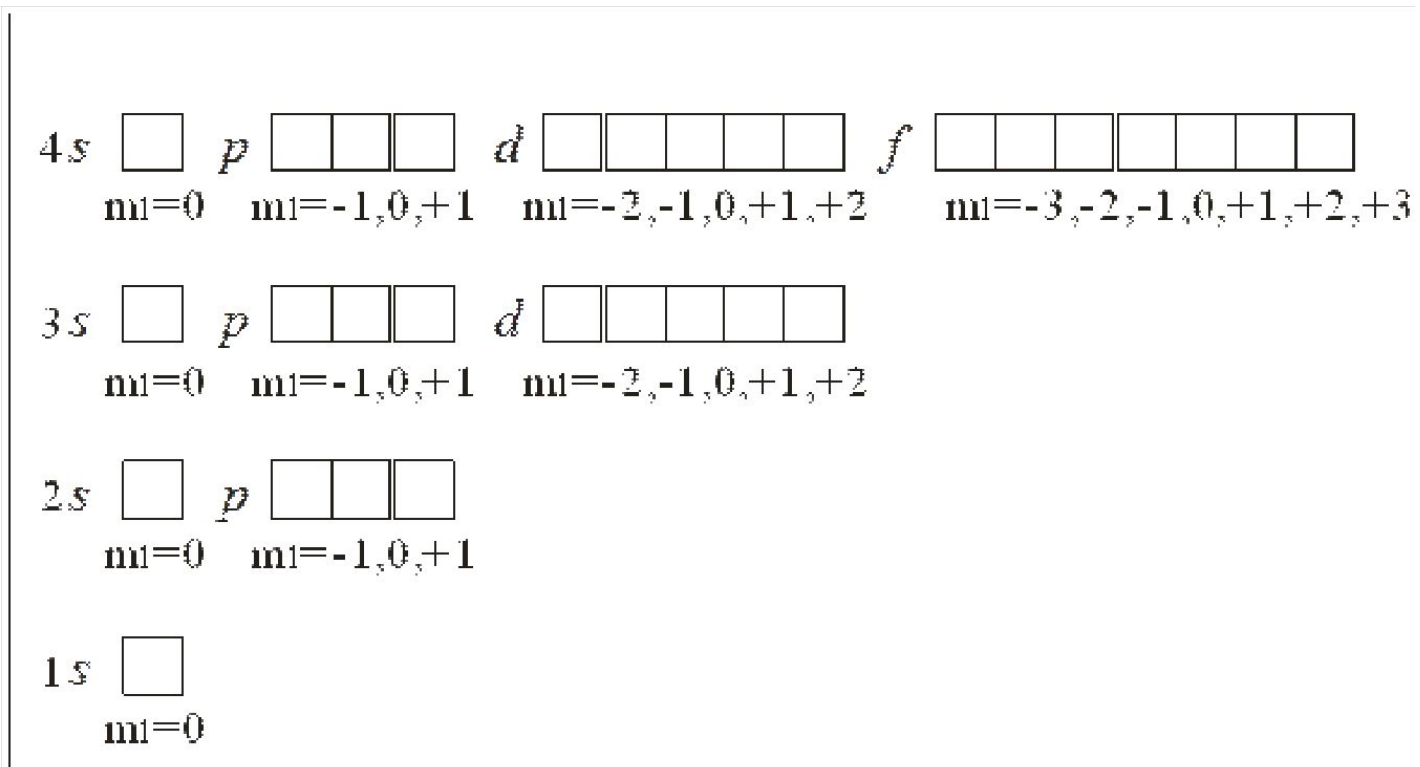 4s p d f
ml=0 ml=-1,0,+1 ml=-2,-1,0,+1,+2 ml=-3,-2,-1,0,+1,+2,+3
3s p d
ml=0 ml=-1,0,+1 ml=-2,-1,0,+1,+2
2s p
ml=0 ml=-1,0,+1
1s
ml=0